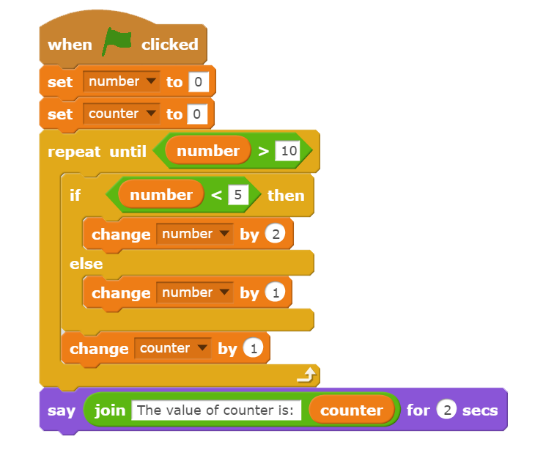 when clicked
set number to 0
set counter to 0
repeat until number > 10
if number < 5 then
change number by 2
else
change number by 1
change counter by 1
say join The value of counter is: counter for 2 secs